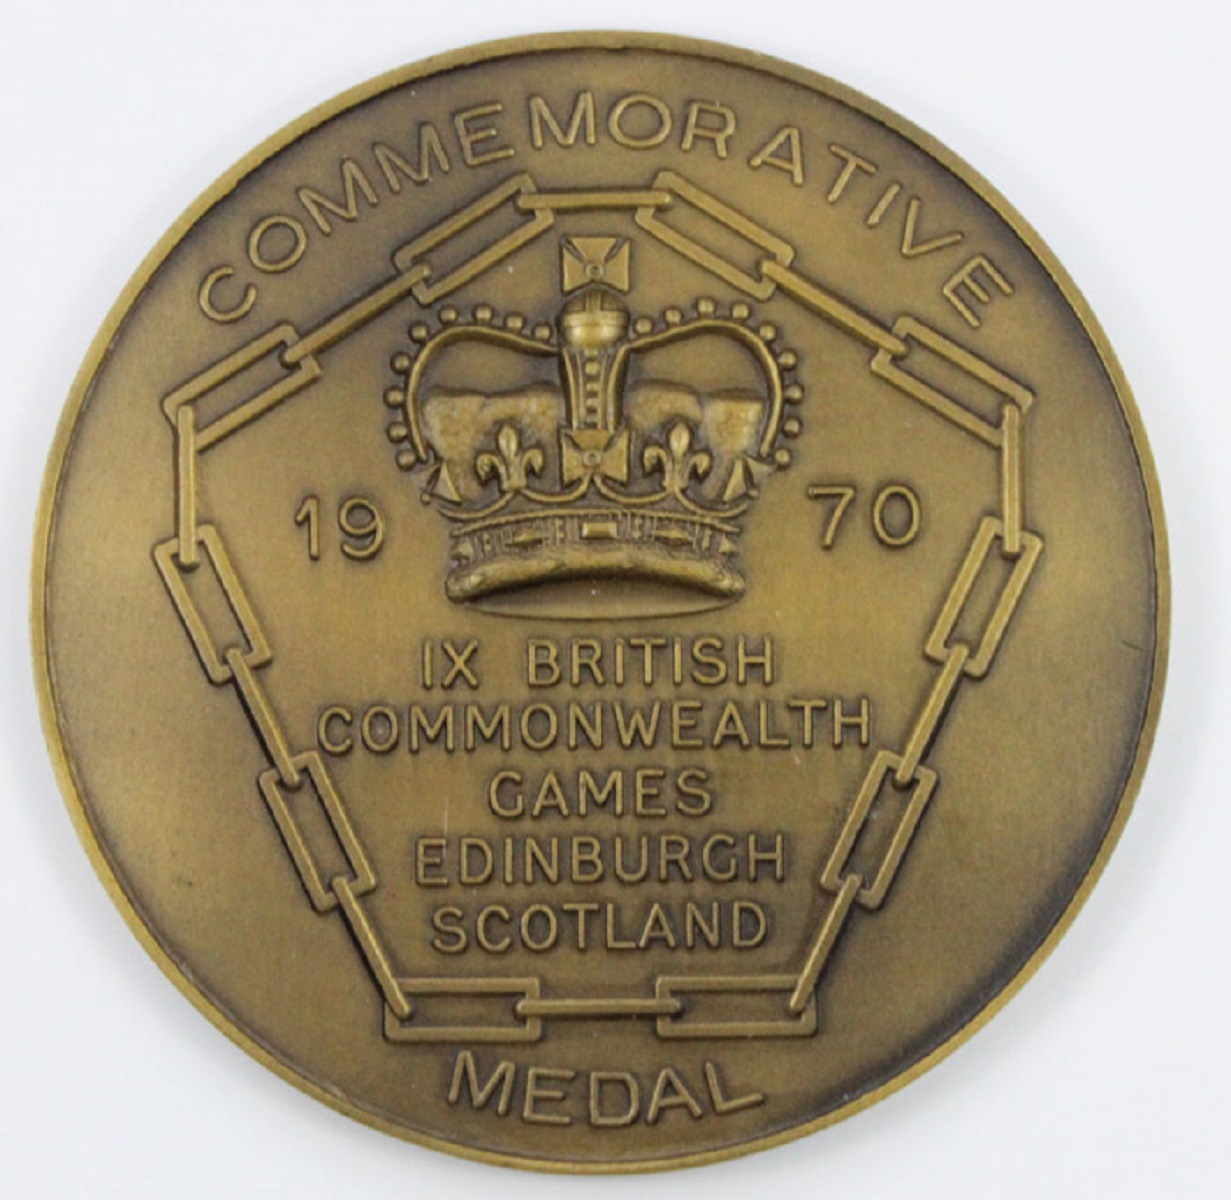 COMMEMORATIVE
19 70
IX BRITISH
COMMONWEALTH
GAMES
EDINBURGH
SCOTLAND
MEDAL